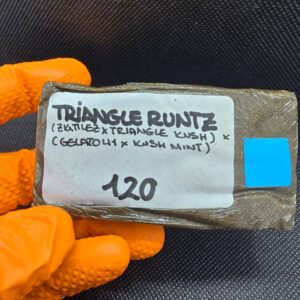 TRiANGLE RUNTZ
(ZKITTLEZ X TRIANGLE KUSH) X
(GELATO 41 X KUSH MINT)
120